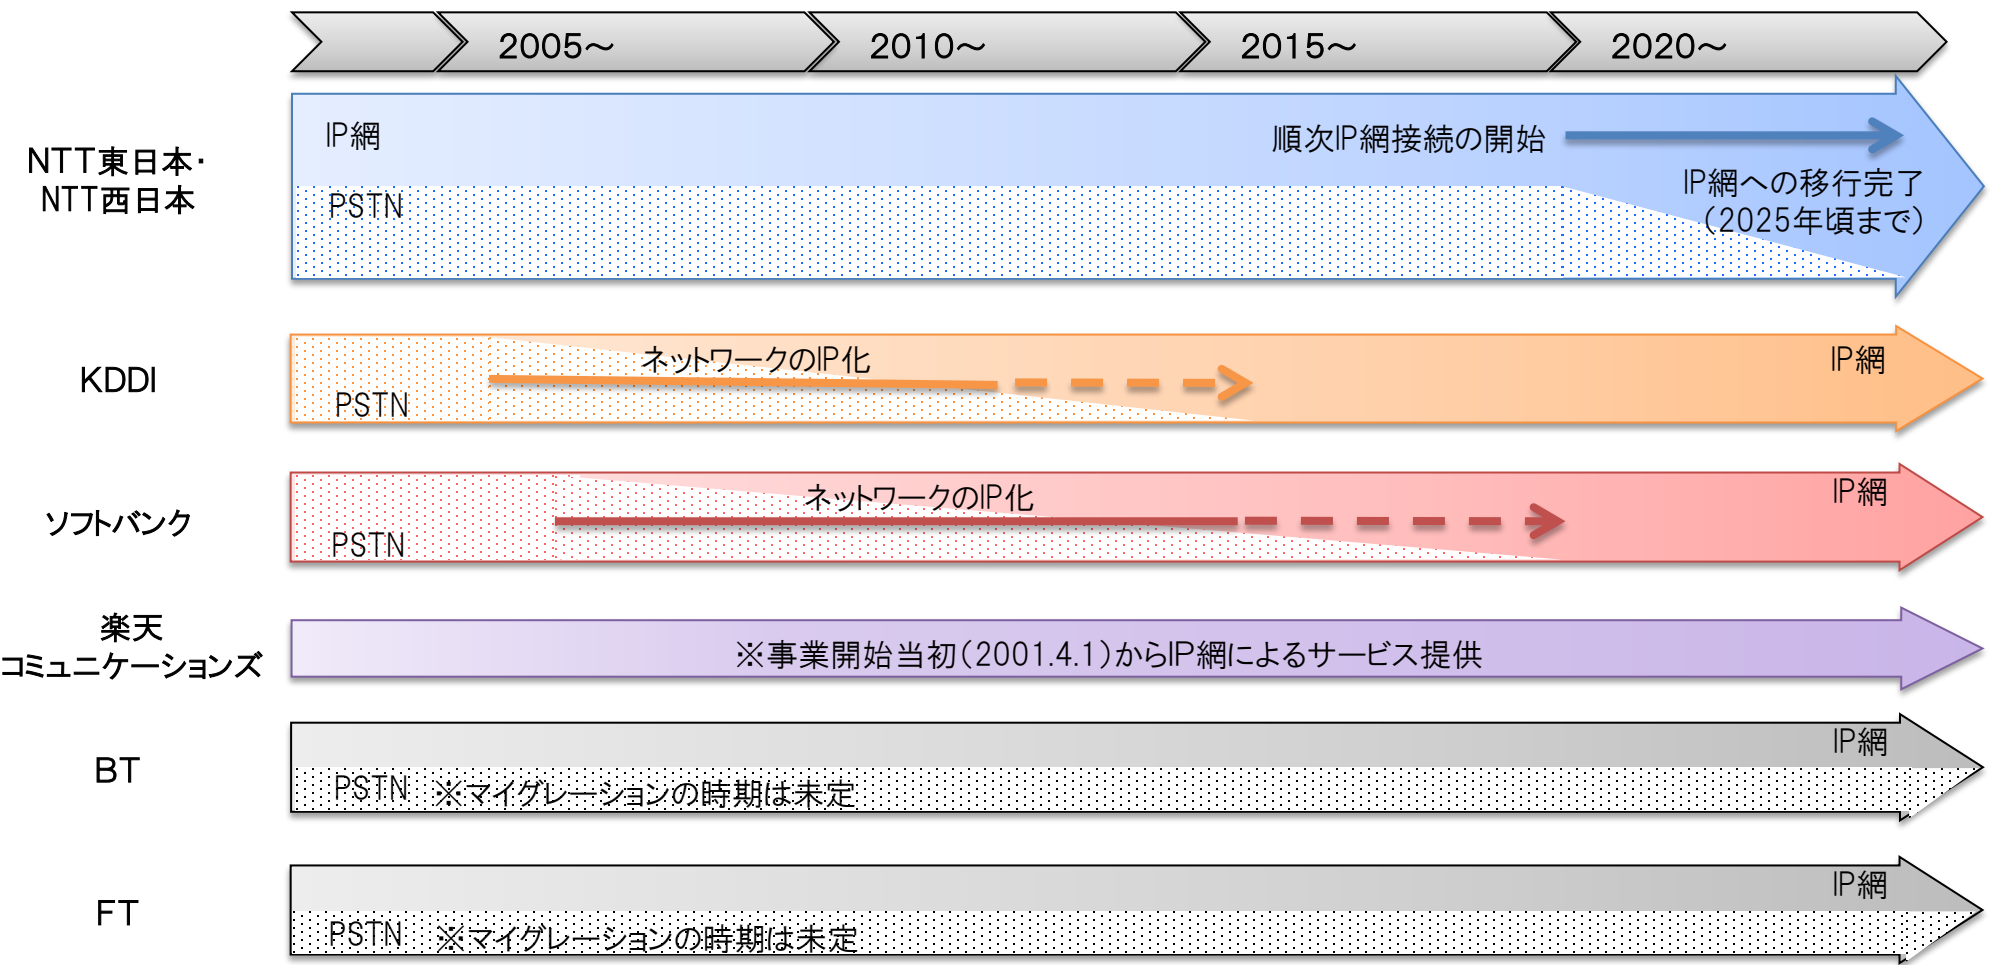 2005～ 2010～ 2015～ 2020～
NTT東日本・
NTT西日本
IP網
PSTN
順次IP網接続の開始
IP網への移行完了
（2025年頃まで）
KDDI
PSTN
ネットワークのIP化
IP網
ソフトバンク
PSTN
ネットワークのIP化
IP網
楽天
コミュニケーションズ
※事業開始当初（2001.4.1）からIP網によるサービス提供
BT
IP網
PSTN ※マイグレーションの時期は未定
FT
IP網
PSTN ※マイグレーションの時期は未定